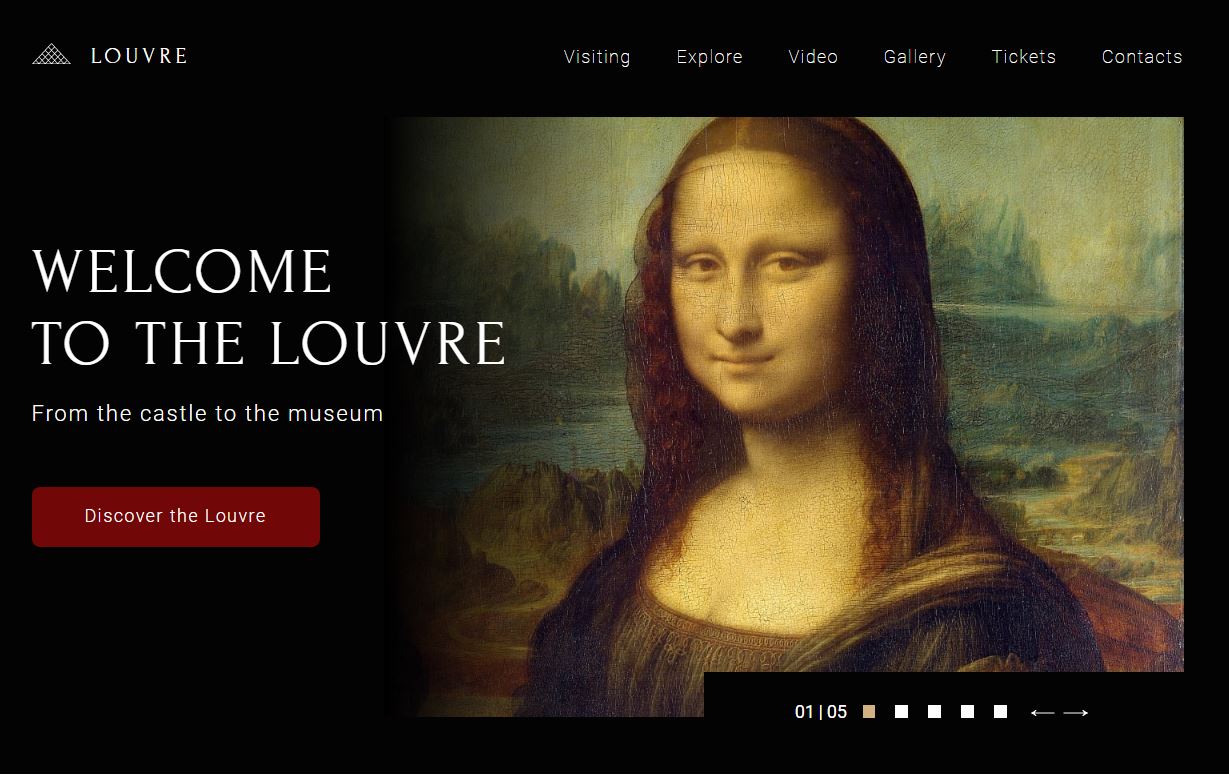 LOUVRE
Visiting Explore Video Gallery Tickets Contacts
WELCOME
TO THE LOUVRE
From the castle to the museum
Discover the Louvre
01 | 05